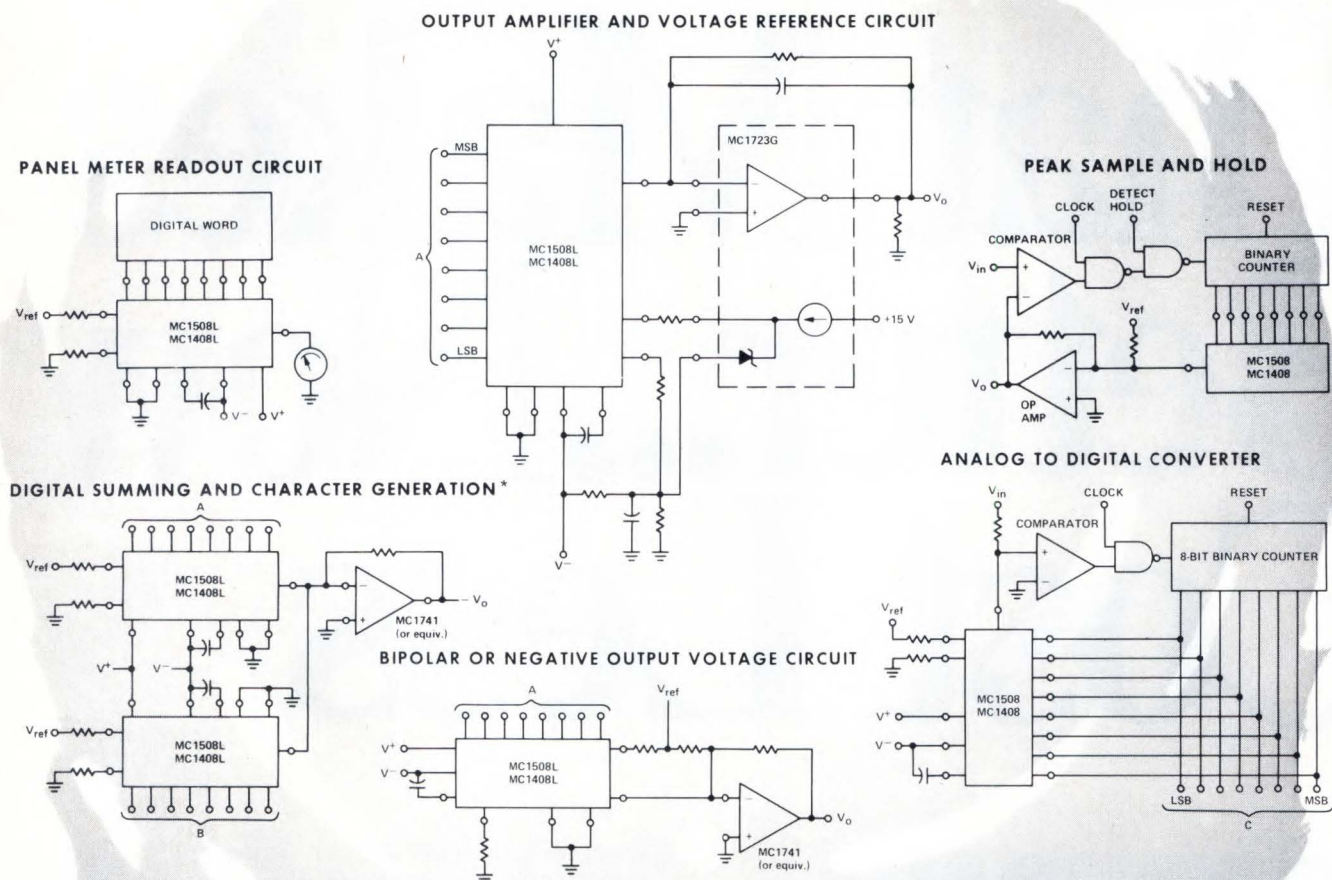 OUTPUT AMPLIFIER AND VOLTAGE REFERENCE CIRCUIT
V+
MSB
A
LSB
MC1508L
MC1408L
MC1723G
−
+
Vo
+15 V
V−
PANEL METER READOUT CIRCUIT
DIGITAL WORD
Vref
MC1508L
MC1408L
V−
V+
PEAK SAMPLE AND HOLD
CLOCK
DETECT
HOLD
RESET
COMPARATOR
Vin
+
−
BINARY
COUNTER
Vref
MC1508
MC1408
Vo
−
+
OP
AMP
DIGITAL SUMMING AND CHARACTER GENERATION*
A
Vref
MC1508L
MC1408L
V+
V−
−
+
− Vo
MC1741
(or equiv.)
Vref
MC1508L
MC1408L
B
BIPOLAR OR NEGATIVE OUTPUT VOLTAGE CIRCUIT
A
Vref
V+
V−
MC1508L
MC1408L
−
+
Vo
MC1741
(or equiv.)
ANALOG TO DIGITAL CONVERTER
Vin
CLOCK
RESET
COMPARATOR
+
−
8-BIT BINARY COUNTER
Vref
MC1508
MC1408
V+
V−
LSB
MSB
C